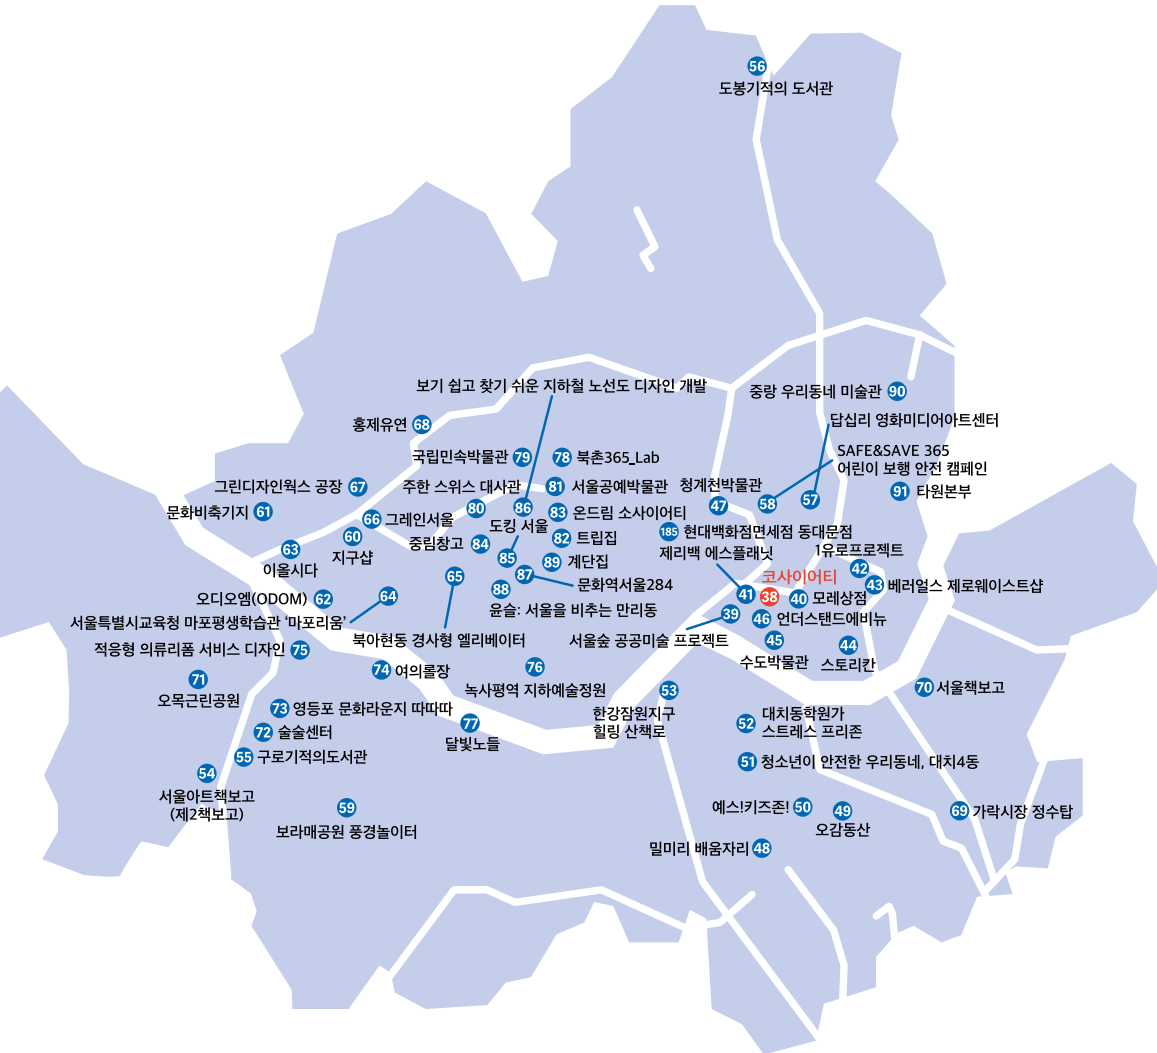 56
도봉기적의 도서관
보기 쉽고 찾기 쉬운 지하철 노선도 디자인 개발
중랑 우리동네 미술관 90
홍제유연 68
답십리 영화미디어아트센터
국립민속박물관 79
78 북촌365_Lab
SAFE&SAVE 365
어린이 보행 안전 캠페인
그린디자인웍스 공장 67
주한 스위스 대사관
80
81 서울공예박물관
청계천박물관
47
58
57
91 타원본부
문화비축기지 61
66 그레인서울
86
도킹 서울
83 온드림 소사이어티
60
지구샵
중림창고 84
82 트립집
185 현대백화점면세점 동대문점
63
이올시다
85
89 계단집
제리백 에스플래닛
1유로프로젝트
42
65
87
문화역서울284
코사이어티
38
43 베러얼스 제로웨이스트샵
오디오엠(ODOM) 62
64
88
윤슬: 서울을 비추는 만리동
41
40 모레상점
서울특별시교육청 마포평생학습관 ‘마포리움’
39
46 언더스탠드에비뉴
북아현동 경사형 엘리베이터
서울숲 공공미술 프로젝트
45
수도박물관
44
스토리칸
적응형 의류리폼 서비스 디자인 75
74 여의롤장
76
녹사평역 지하예술정원
71
오목근린공원
53
한강잠원지구
힐링 산책로
70 서울책보고
73 영등포 문화라운지 따따따
77
달빛노들
52 대치동학원가
스트레스 프리존
72 술술센터
55 구로기적의도서관
51 청소년이 안전한 우리동네, 대치4동
54
서울아트책보고
(제2책보고)
59
보라매공원 풍경놀이터
예스!키즈존! 50
49
오감동산
69 가락시장 정수탑
밀미리 배움자리 48